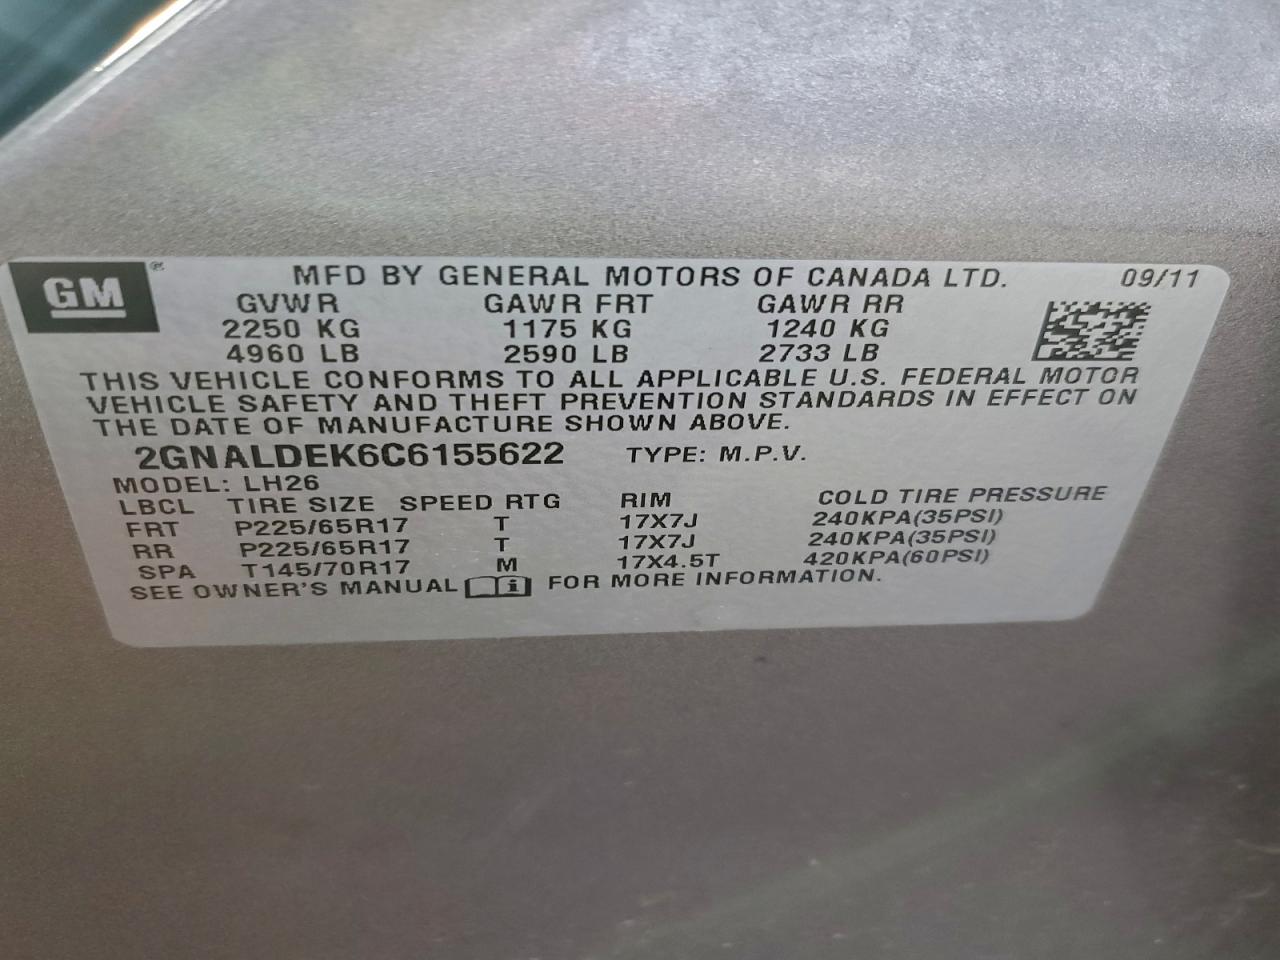 GM®
MFD BY GENERAL MOTORS OF CANADA LTD. 09/11
GVWR GAWR FRT GAWR RR
2250 KG 1175 KG 1240 KG
4960 LB 2590 LB 2733 LB
THIS VEHICLE CONFORMS TO ALL APPLICABLE U.S. FEDERAL MOTOR
VEHICLE SAFETY AND THEFT PREVENTION STANDARDS IN EFFECT ON
THE DATE OF MANUFACTURE SHOWN ABOVE.
2GNALDEK6C6155622 TYPE: M.P.V.
MODEL: LH26
LBCL TIRE SIZE SPEED RTG RIM COLD TIRE PRESSURE
FRT P225/65R17 T 17X7J 240KPA(35PSI)
RR P225/65R17 T 17X7J 240KPA(35PSI)
SPA T145/70R17 M 17X4.5T 420KPA(60PSI)
SEE OWNER'S MANUAL i FOR MORE INFORMATION.